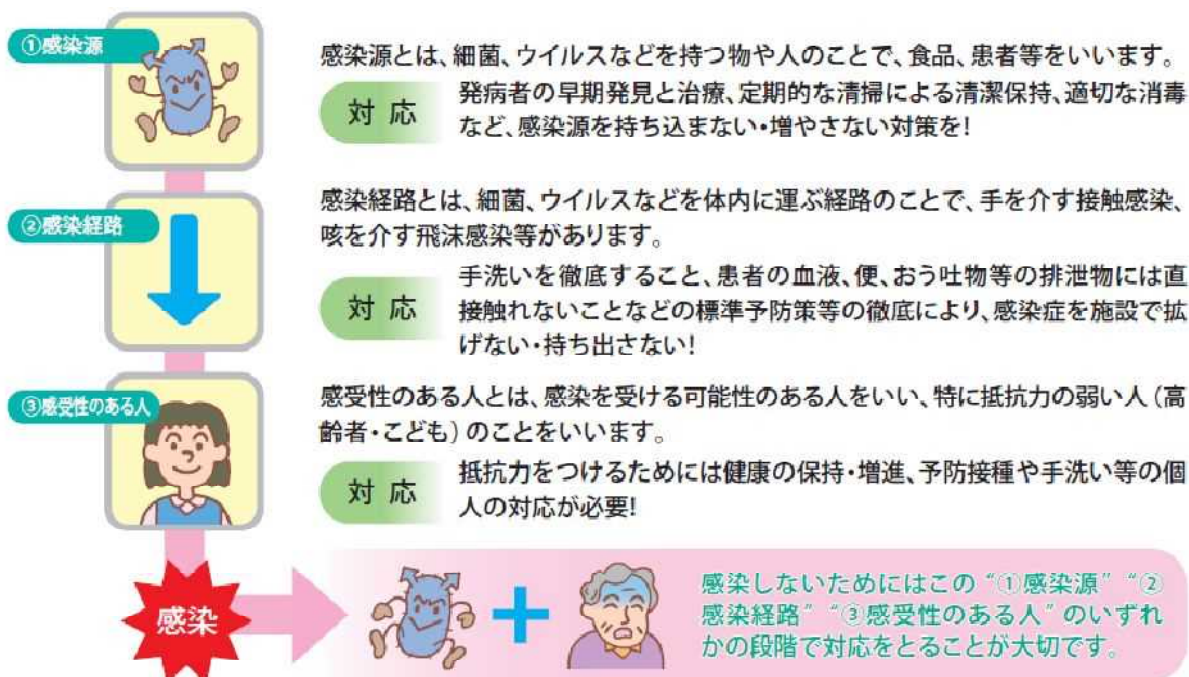 ①感染源
感染源とは、細菌、ウイルスなどを持つ物や人のことで、食品、患者等をいいます。
対 応
発病者の早期発見と治療、定期的な清掃による清潔保持、適切な消毒
など、感染源を持ち込まない・増やさない対策を!
②感染経路
感染経路とは、細菌、ウイルスなどを体内に運ぶ経路のことで、手を介す接触感染、
咳を介す飛沫感染等があります。
対 応
手洗いを徹底すること、患者の血液、便、おう吐物等の排泄物には直
接触れないことなどの標準予防策等の徹底により、感染症を施設で拡
げない・持ち出さない!
③感受性のある人
感受性のある人とは、感染を受ける可能性のある人をいい、特に抵抗力の弱い人(高
齢者・こども)のことをいいます。
対 応
抵抗力をつけるためには健康の保持・増進、予防接種や手洗い等の個
人の対応が必要!
感染
感染しないためにはこの“①感染源”“②
感染経路”“③感受性のある人”のいずれ
かの段階で対応をとることが大切です。